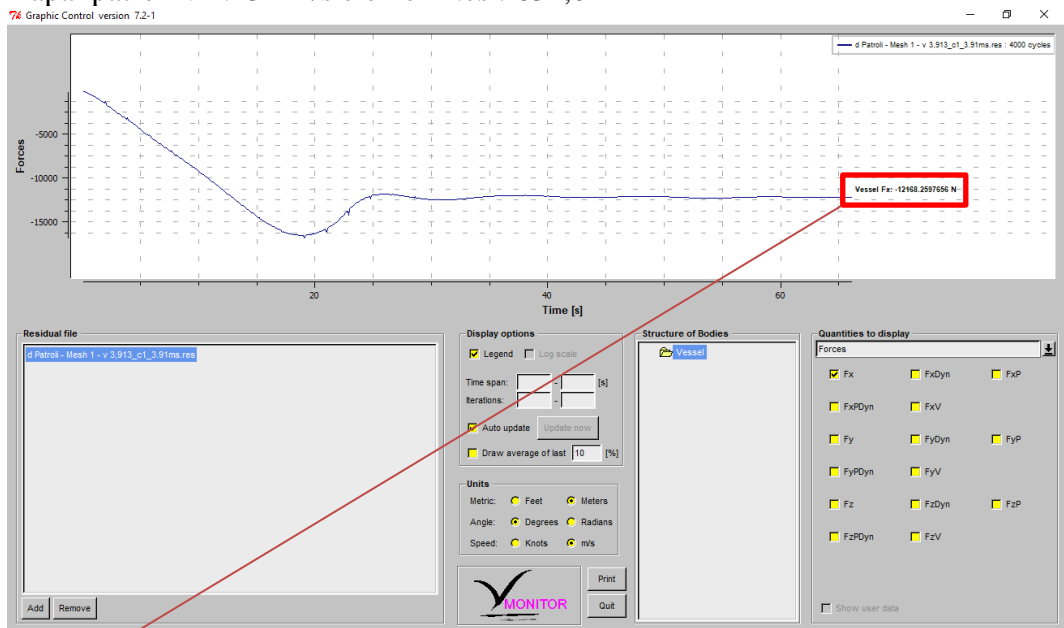 Graphic Control version 7.2-1
d Patroli - Mesh 1 - v 3,913_c1_3.91ms.res : 4000 cycles
Forces
-5000
-10000
-15000
Vessel Fx: -12168.2597656 N
20 40 60
Time [s]
Residual file
d Patroli - Mesh 1 - v 3,913_c1_3.91ms.res
Add Remove
Display options
Legend Log scale
Time span: - [s]
Iterations: -
Auto update Update now
Draw average of last 10 [%]
Units
Metric: Feet Meters
Angle: Degrees Radians
Speed: Knots m/s
MONITOR
Print
Quit
Structure of Bodies
Vessel
Quantities to display
Forces
Fx FxDyn FxP
FxPDyn FxV
Fy FyDyn FyP
FyPDyn FyV
Fz FzDyn FzP
FzPDyn FzV
Show user data